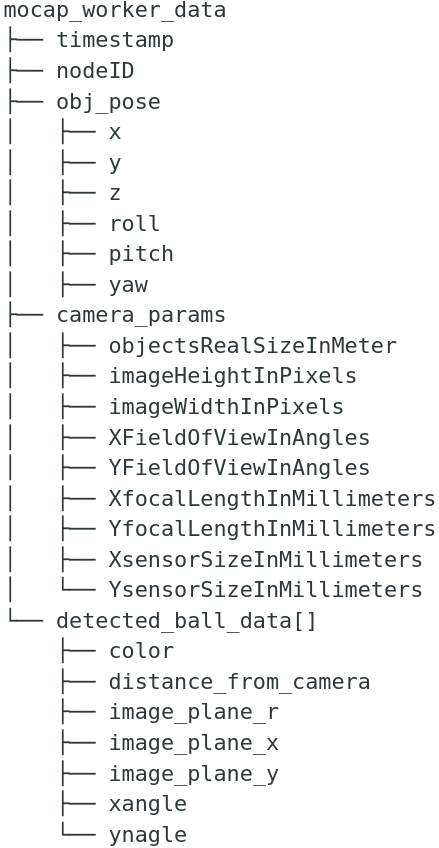 mocap_worker_data
├── timestamp
├── nodeID
├── obj_pose
│   ├── x
│   ├── y
│   ├── z
│   ├── roll
│   ├── pitch
│   ├── yaw
├── camera_params
│   ├── objectsRealSizeInMeter
│   ├── imageHeightInPixels
│   ├── imageWidthInPixels
│   ├── XFieldOfViewInAngles
│   ├── YFieldOfViewInAngles
│   ├── XfocalLengthInMillimeters
│   ├── YfocalLengthInMillimeters
│   ├── XsensorSizeInMillimeters
│   └── YsensorSizeInMillimeters
└── detected_ball_data[]
    ├── color
    ├── distance_from_camera
    ├── image_plane_r
    ├── image_plane_x
    ├── image_plane_y
    ├── xangle
    └── ynagle